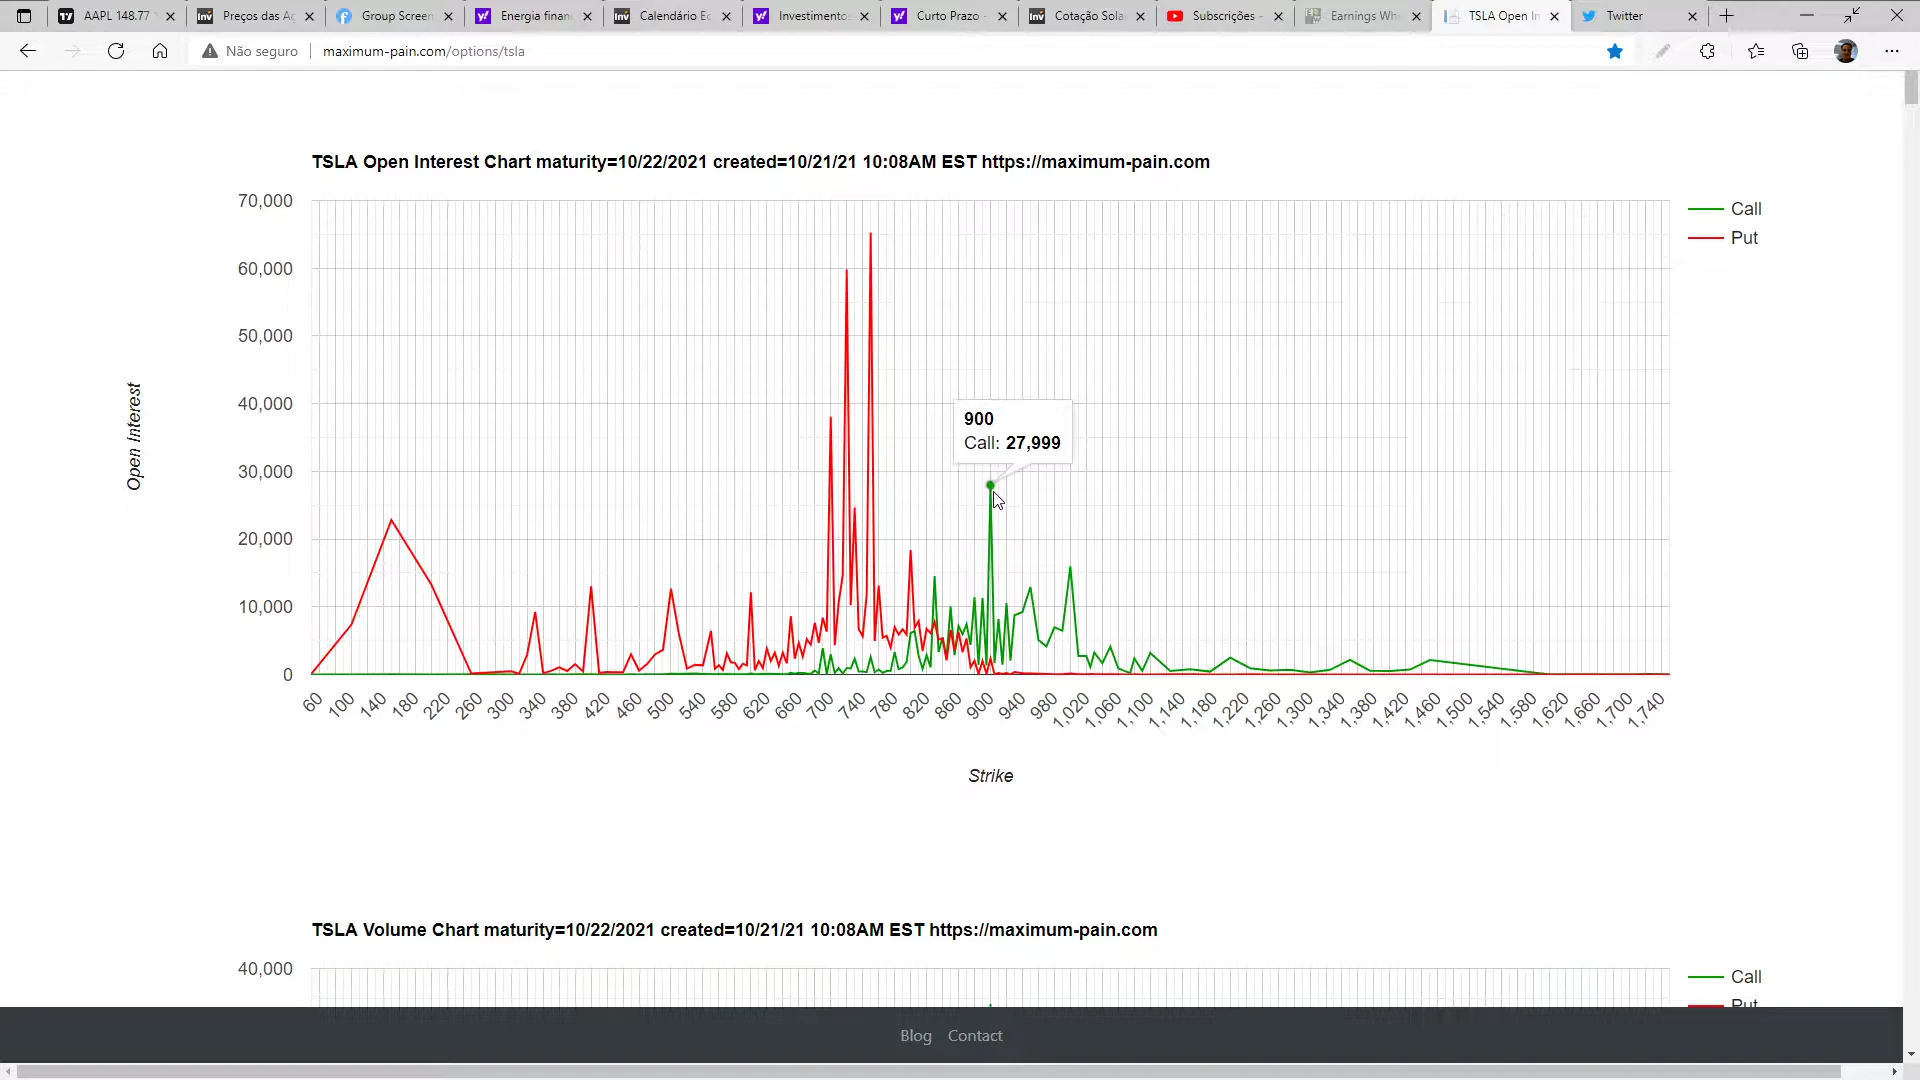 AAPL 148.77
Preços das Aç
Group Screen
Energia finan
Calendário Ec
Investimento
Curto Prazo -
Cotação Sola
Subscrições -
Earnings Wh
TSLA Open In
Twitter
Não seguro
maximum-pain.com/options/tsla
TSLA Open Interest Chart maturity=10/22/2021 created=10/21/21 10:08AM EST https://maximum-pain.com
70,000
60,000
50,000
40,000
30,000
20,000
10,000
0
Open Interest
Call
Put
900
Call: 27,999
60 100 140 180 220 260 300 340 380 420 460 500 540 580 620 660 700 740 780 820 860 900 940 980 1,020 1,060 1,100 1,140 1,180 1,220 1,260 1,300 1,340 1,380 1,420 1,460 1,500 1,540 1,580 1,620 1,660 1,700 1,740
Strike
TSLA Volume Chart maturity=10/22/2021 created=10/21/21 10:08AM EST https://maximum-pain.com
40,000
Call
Put
Blog Contact